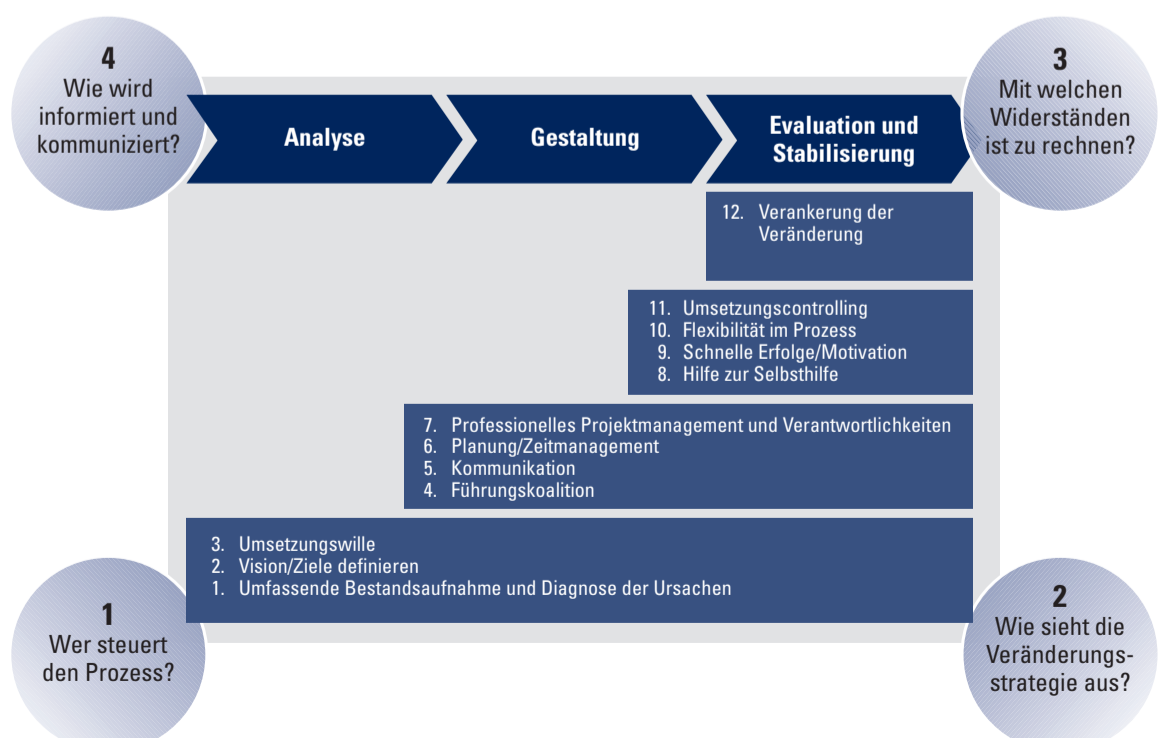 4
Wie wird
informiert und
kommuniziert?
3
Mit welchen
Widerständen
ist zu rechnen?
Analyse
Gestaltung
Evaluation und
Stabilisierung
12. Verankerung der
Veränderung
11. Umsetzungscontrolling
10. Flexibilität im Prozess
9. Schnelle Erfolge/Motivation
8. Hilfe zur Selbsthilfe
7. Professionelles Projektmanagement und Verantwortlichkeiten
6. Planung/Zeitmanagement
5. Kommunikation
4. Führungskoalition
3. Umsetzungswille
2. Vision/Ziele definieren
1. Umfassende Bestandsaufnahme und Diagnose der Ursachen
1
Wer steuert
den Prozess?
2
Wie sieht die
Veränderungs-
strategie aus?